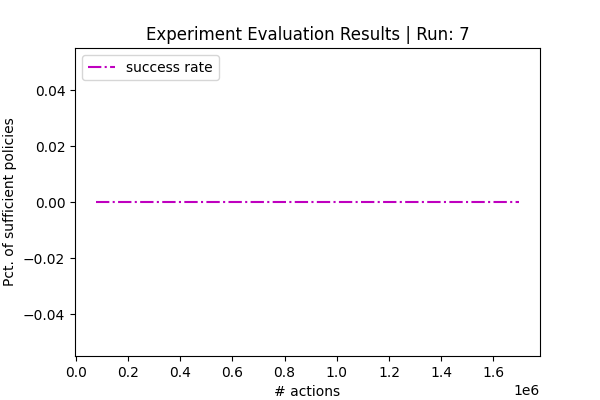 Experiment Evaluation Results | Run: 7
success rate
Pct. of sufficient policies
0.04
0.02
0.00
−0.02
−0.04
0.0 0.2 0.4 0.6 0.8 1.0 1.2 1.4 1.6
1e6
# actions